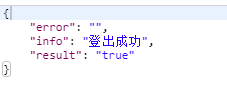 {
    "error": "",
    "info": "登出成功",
    "result": "true"
}